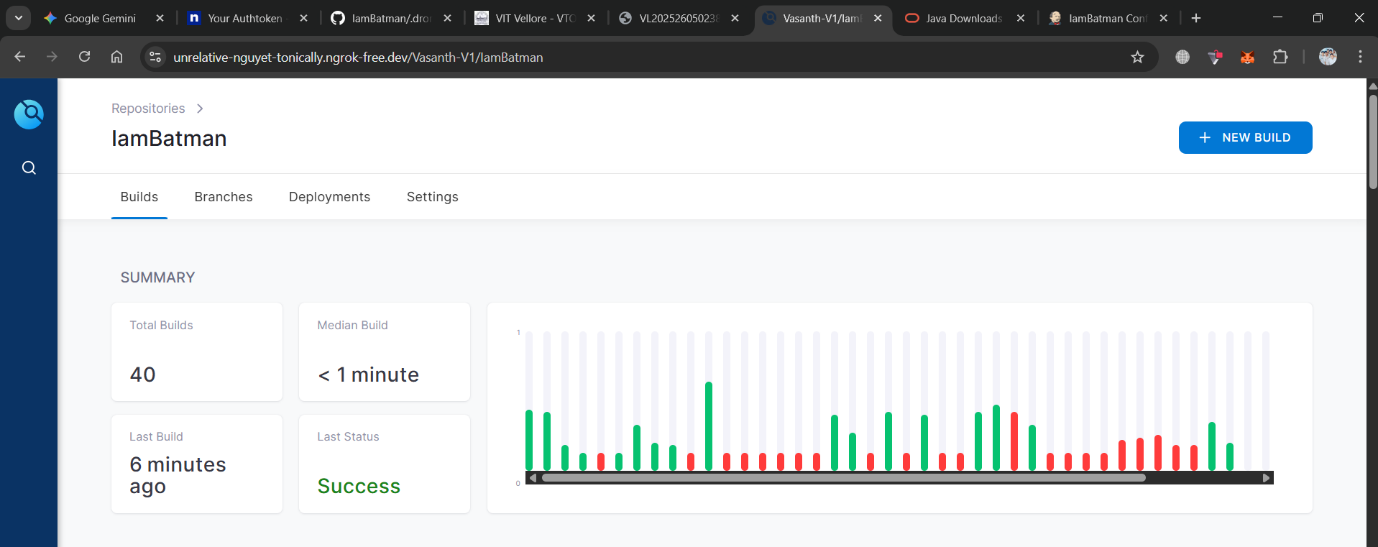 Google Gemini
Your Authtoken
IamBatman/.dro
VIT Vellore - VTO
VL202526050238
Vasanth-V1/Iam
Java Downloads
IamBatman Conf
unrelative-nguyet-tonically.ngrok-free.dev/Vasanth-V1/IamBatman
Repositories
IamBatman
NEW BUILD
Builds Branches Deployments Settings
SUMMARY
Total Builds
40
Median Build
< 1 minute
Last Build
6 minutes
ago
Last Status
Success
1
0